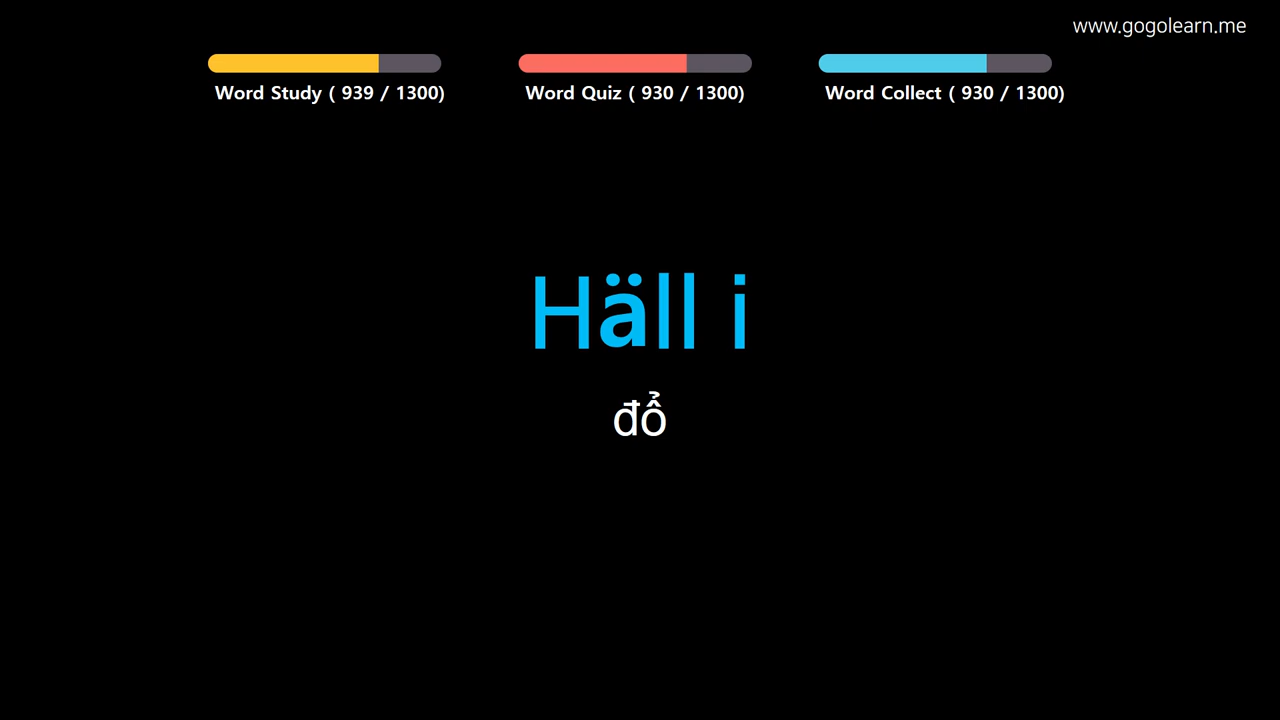 www.gogolearn.me
Word Study ( 939 / 1300)
Word Quiz ( 930 / 1300)
Word Collect ( 930 / 1300)
Häll i
đổ